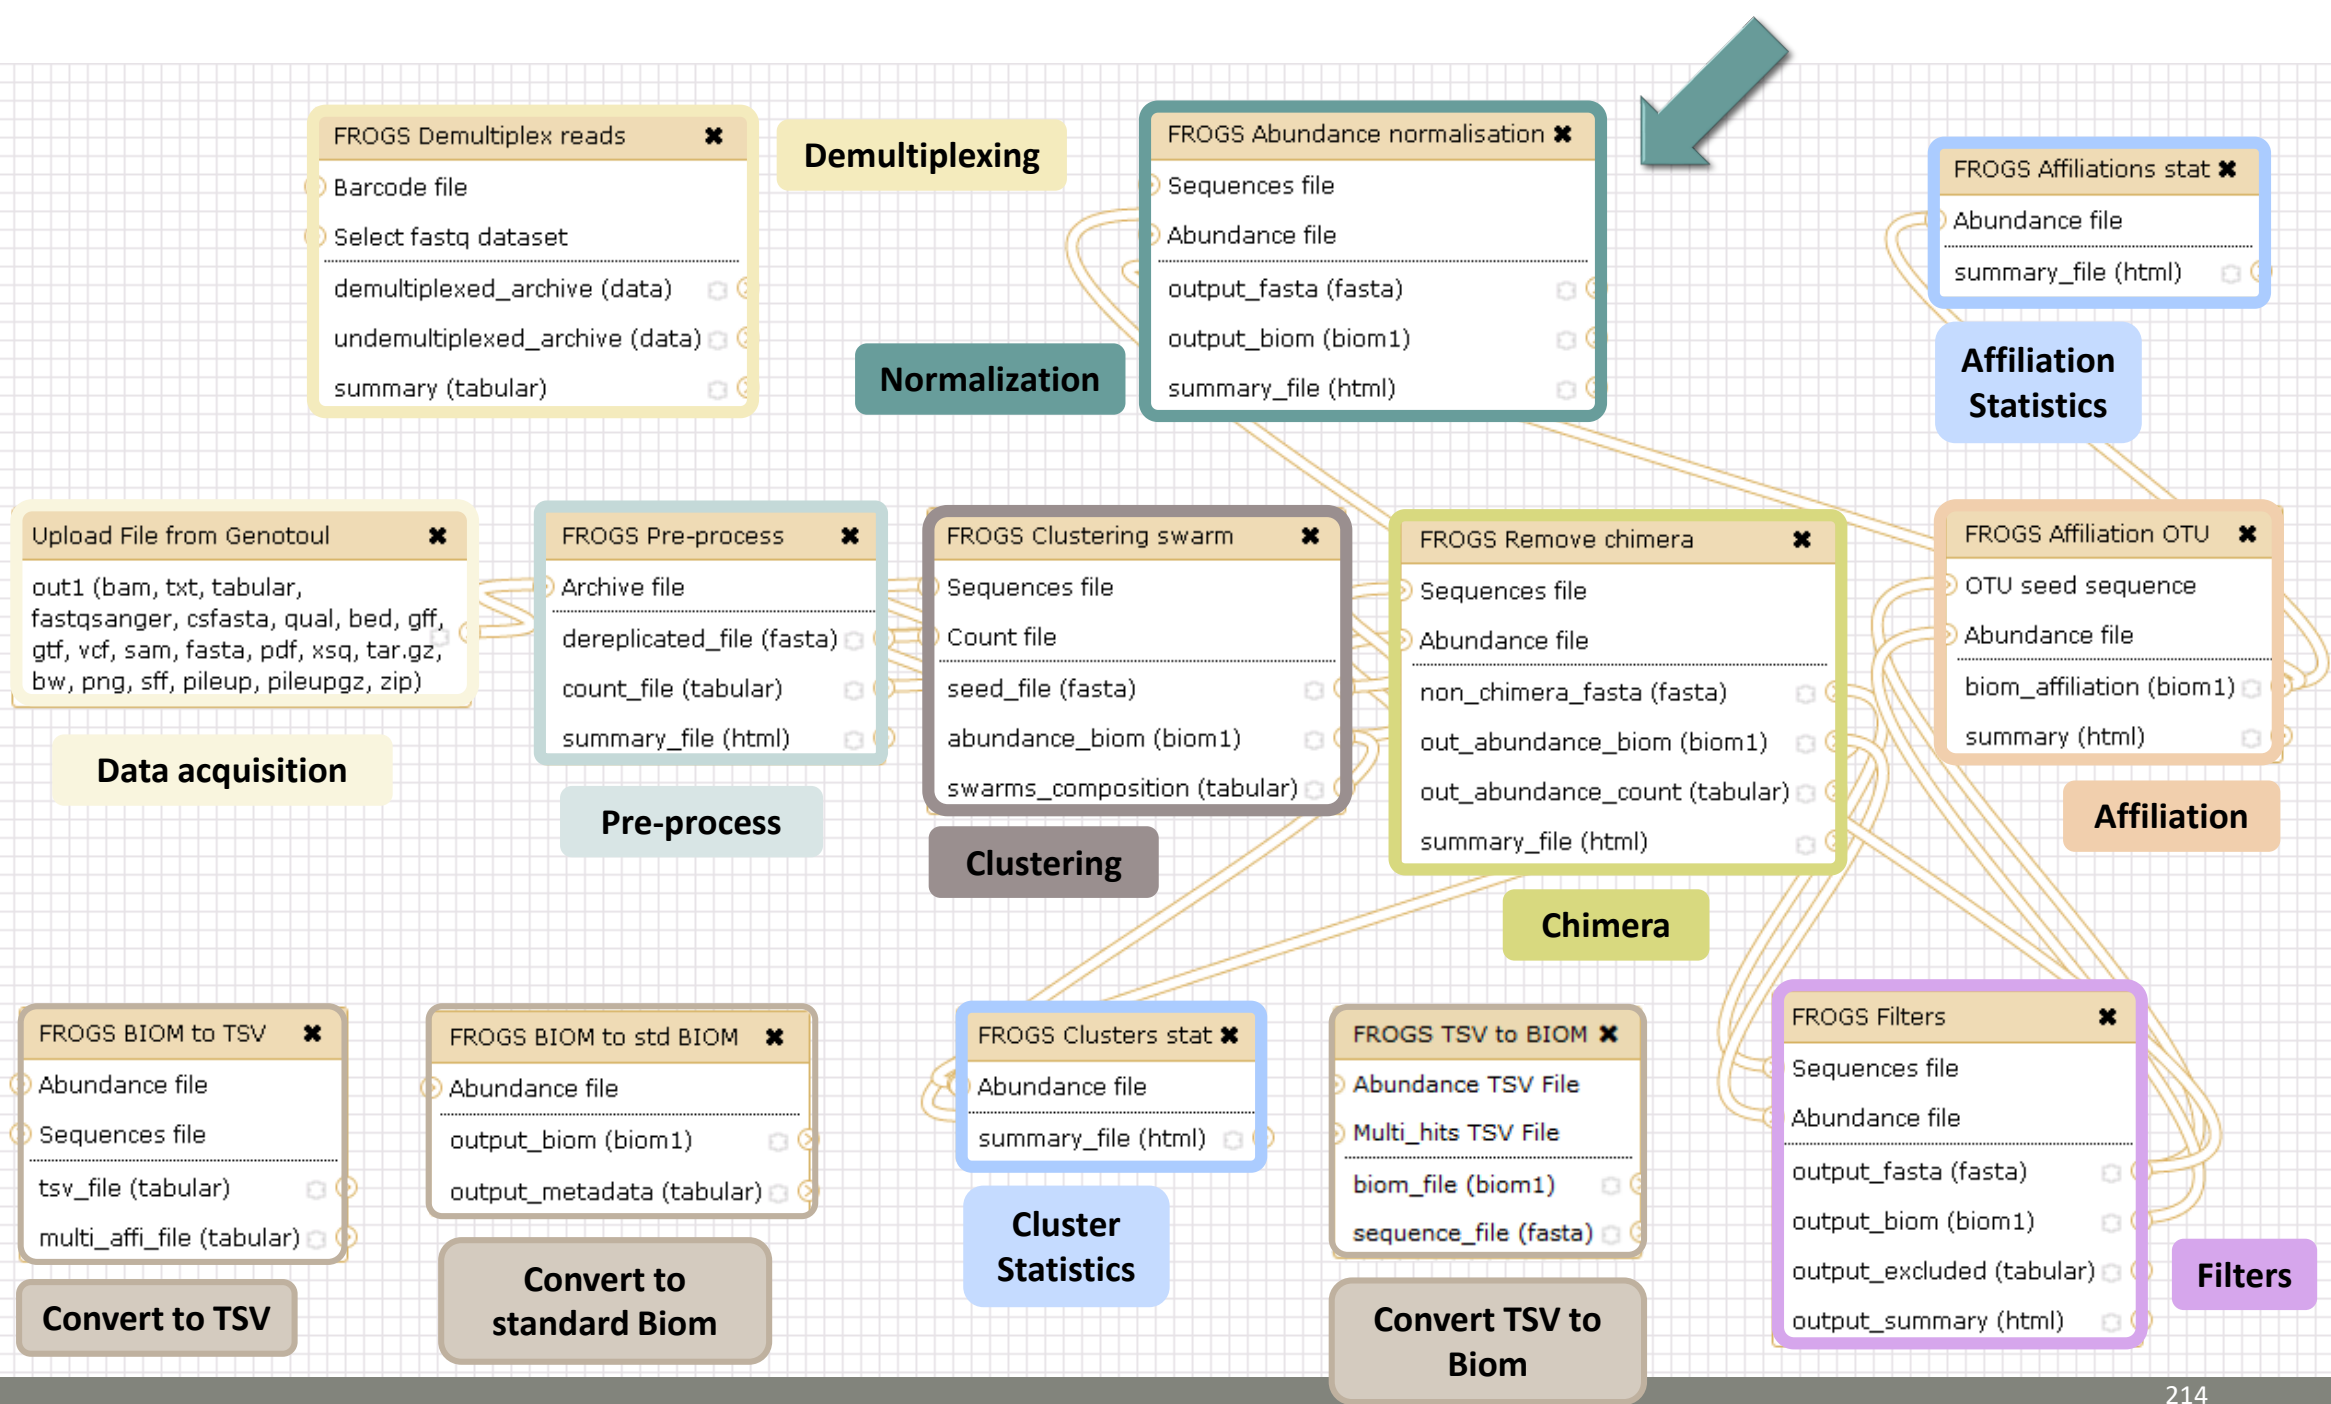 FROGS Demultiplex reads
Barcode file
Select fastq dataset
demultiplexed_archive (data)
undemultiplexed_archive (data)
summary (tabular)
Demultiplexing
FROGS Abundance normalisation
Sequences file
Abundance file
output_fasta (fasta)
output_biom (biom1)
summary_file (html)
Normalization
FROGS Affiliations stat
Abundance file
summary_file (html)
Affiliation
Statistics
Upload File from Genotoul
out1 (bam, txt, tabular,
fastqsanger, csfasta, qual, bed, gff,
gtf, vcf, sam, fasta, pdf, xsq, tar.gz,
bw, png, sff, pileup, pileupgz, zip)
Data acquisition
FROGS Pre-process
Archive file
dereplicated_file (fasta)
count_file (tabular)
summary_file (html)
Pre-process
FROGS Clustering swarm
Sequences file
Count file
seed_file (fasta)
abundance_biom (biom1)
swarms_composition (tabular)
Clustering
FROGS Remove chimera
Sequences file
Abundance file
non_chimera_fasta (fasta)
out_abundance_biom (biom1)
out_abundance_count (tabular)
summary_file (html)
Chimera
FROGS Affiliation OTU
OTU seed sequence
Abundance file
biom_affiliation (biom1)
summary (html)
Affiliation
FROGS BIOM to TSV
Abundance file
Sequences file
tsv_file (tabular)
multi_affi_file (tabular)
Convert to TSV
FROGS BIOM to std BIOM
Abundance file
output_biom (biom1)
output_metadata (tabular)
Convert to
standard Biom
FROGS Clusters stat
Abundance file
summary_file (html)
Cluster
Statistics
FROGS TSV to BIOM
Abundance TSV File
Multi_hits TSV File
biom_file (biom1)
sequence_file (fasta)
Convert TSV to
Biom
FROGS Filters
Sequences file
Abundance file
output_fasta (fasta)
output_biom (biom1)
output_excluded (tabular)
output_summary (html)
Filters
214